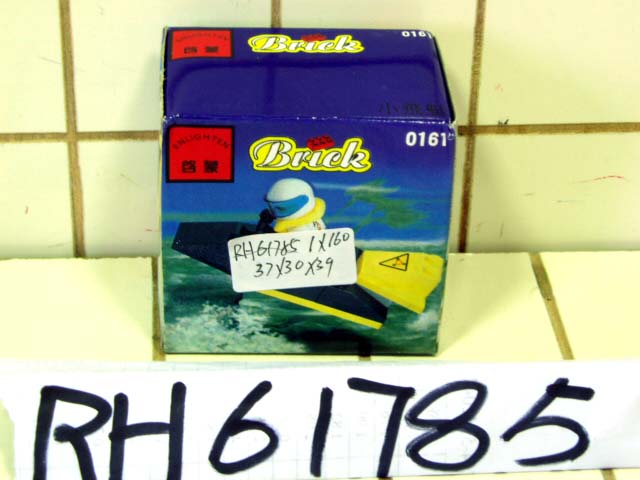 ENLIGHTEN
启蒙
Brick
0161
ENLIGHTEN
启蒙
Brick
0161
RH61785 1X160
37X30X39
RH61785